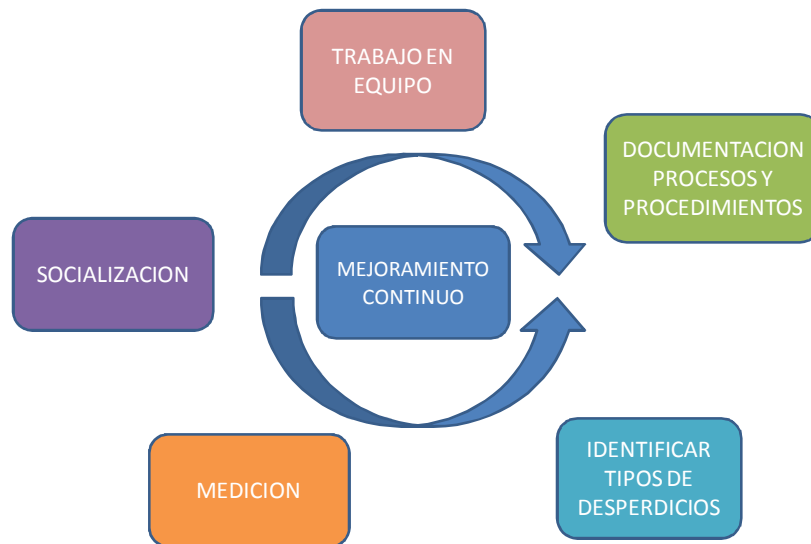 TRABAJO EN
EQUIPO
DOCUMENTACION
PROCESOS Y
PROCEDIMIENTOS
SOCIALIZACION
MEJORAMIENTO
CONTINUO
MEDICION
IDENTIFICAR
TIPOS DE
DESPERDICIOS